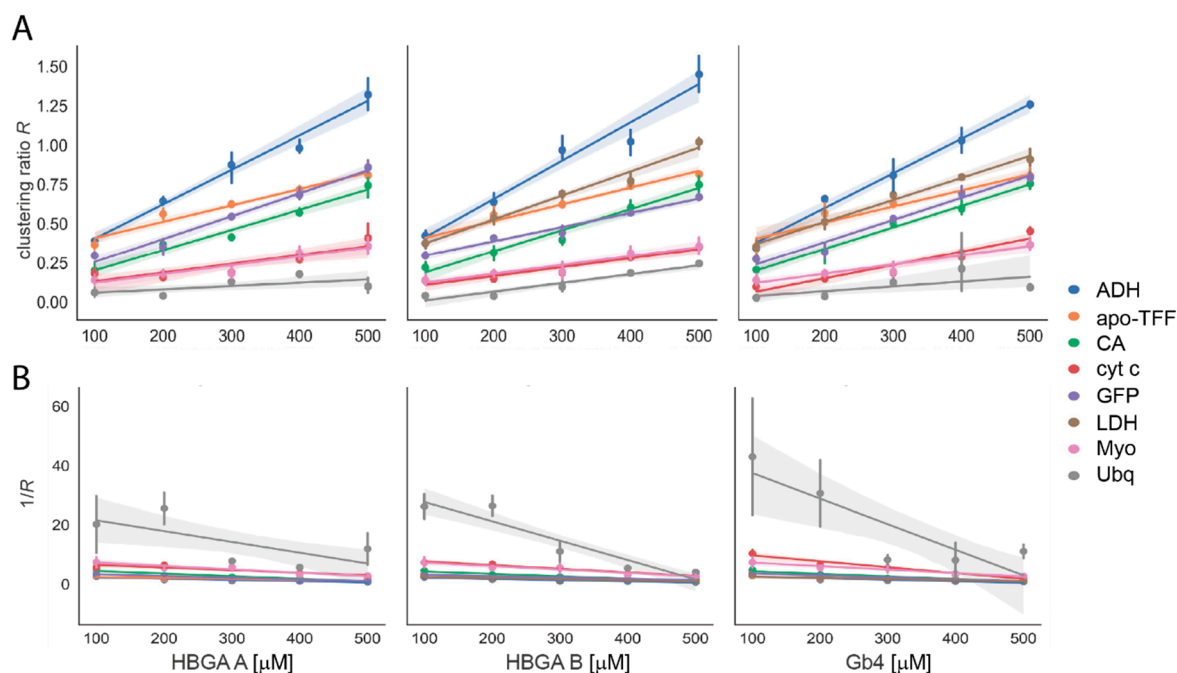 A
clustering ratio R
1.50
1.25
1.00
0.75
0.50
0.25
0.00
100 200 300 400 500
100 200 300 400 500
100 200 300 400 500
ADH
apo-TFF
CA
cyt c
GFP
LDH
Myo
Ubq
B
1/R
60
40
20
0
100 200 300 400 500
100 200 300 400 500
100 200 300 400 500
HBGA A [µM]
HBGA B [µM]
Gb4 [µM]